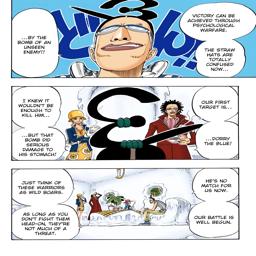 VICTORY CAN BE
ACHIEVED THROUGH
PSYCHOLOGICAL
WARFARE.
THE STRAW
HATS ARE
TOTALLY
CONFUSED
NOW...
...BY THE
BOMB OF
AN UNSEEN
ENEMY!!
3
OUR FIRST
TARGET IS...
...DORRY
THE BLUE!
I KNEW IT
WOULDN'T BE
ENOUGH TO
KILL HIM...
...BUT THAT
BOMB DID
SERIOUS
DAMAGE TO
HIS STOMACH!
HE'S NO
MATCH FOR
US NOW.
OUR BATTLE IS
WELL BEGUN.
JUST THINK OF
THESE WARRIORS
AS WILD BOARS.
AS LONG AS YOU
DON'T FIGHT THEM
HEAD-ON, THEY'RE
NOT MUCH OF
A THREAT.